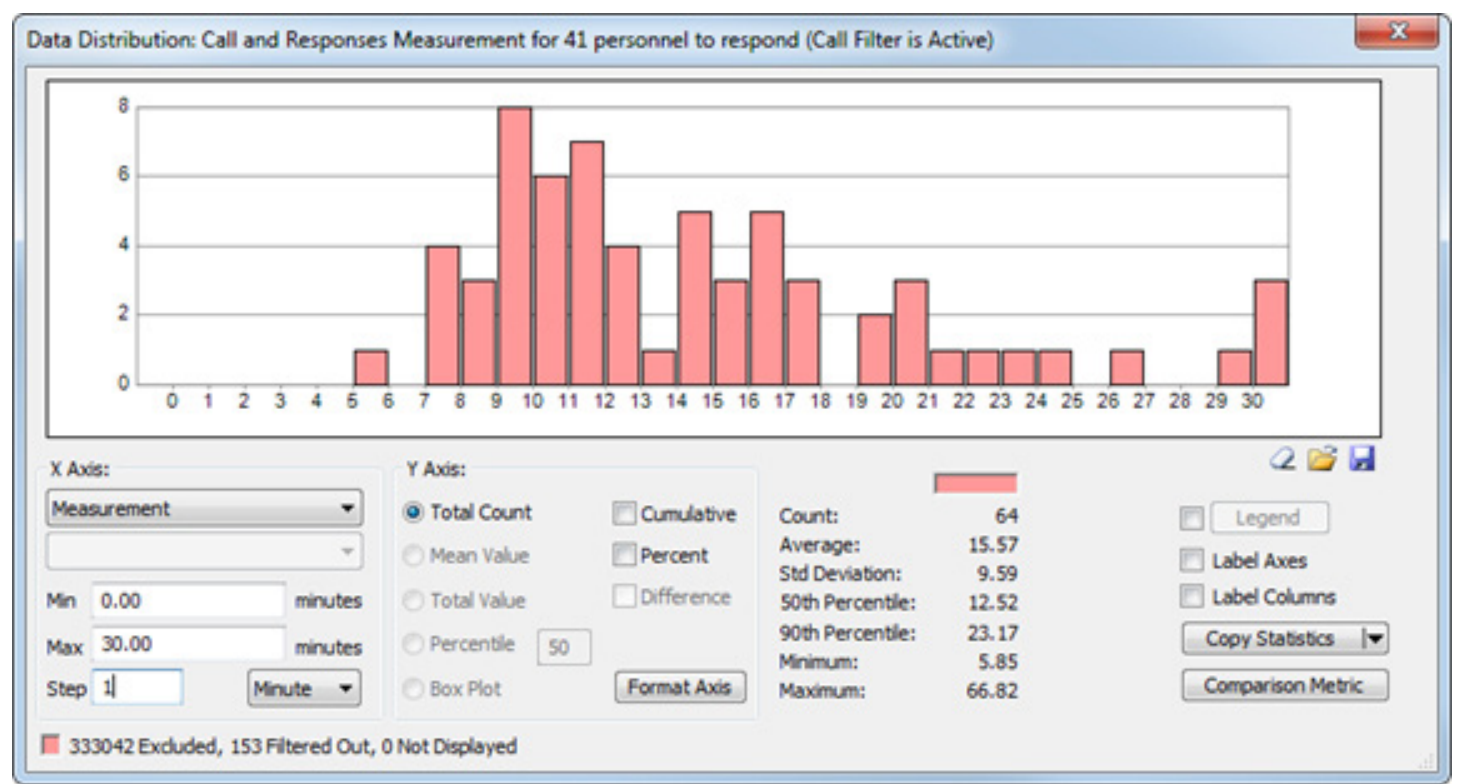 Data Distribution: Call and Responses Measurement for 41 personnel to respond (Call Filter is Active)
8
6
4
2
0
0 1 2 3 4 5 6 7 8 9 10 11 12 13 14 15 16 17 18 19 20 21 22 23 24 25 26 27 28 29 30
X Axis:
Measurement
Min 0.00 minutes
Max 30.00 minutes
Step 1 Minute
Y Axis:
Total Count Cumulative
Mean Value Percent
Total Value Difference
Percentile 50
Box Plot Format Axis
Count: 64
Average: 15.57
Std Deviation: 9.59
50th Percentile: 12.52
90th Percentile: 23.17
Minimum: 5.85
Maximum: 66.82
Legend
Label Axes
Label Columns
Copy Statistics
Comparison Metric
333042 Excluded, 153 Filtered Out, 0 Not Displayed